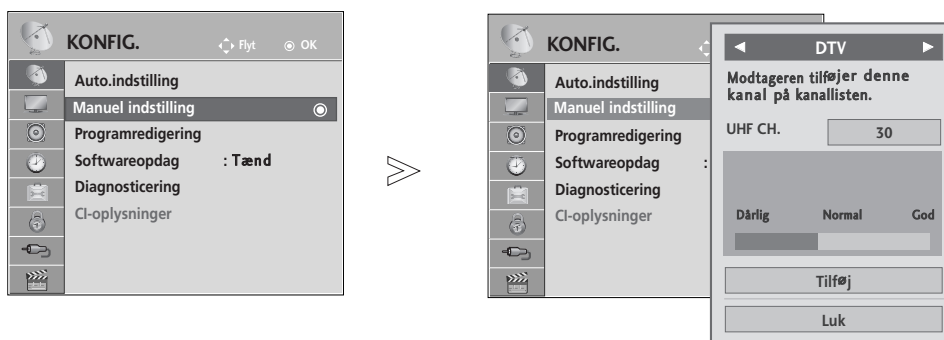 KONFIG.
Flyt
OK
Auto.indstilling
Manuel indstilling
Programredigering
Softwareopdag : Tænd
Diagnosticering
CI-oplysninger
KONFIG.
Auto.indstilling
Manuel indstilling
Programredigering
Softwareopdag :
Diagnosticering
CI-oplysninger
DTV
Modtageren tilføjer denne
kanal på kanallisten.
UHF CH. 30
Dårlig Normal God
Tilføj
Luk